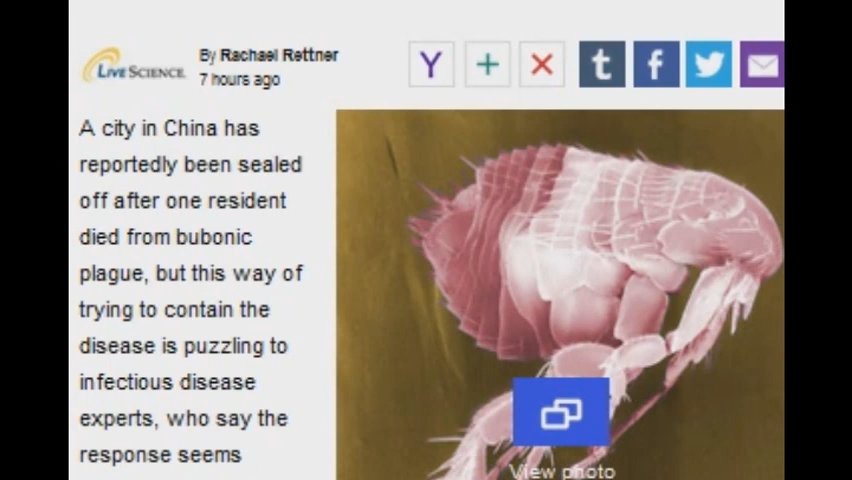 LIVESCIENCE
By Rachael Rettner
7 hours ago
Y
t
f
A city in China has
reportedly been sealed
off after one resident
died from bubonic
plague, but this way of
trying to contain the
disease is puzzling to
infectious disease
experts, who say the
response seems
View photo